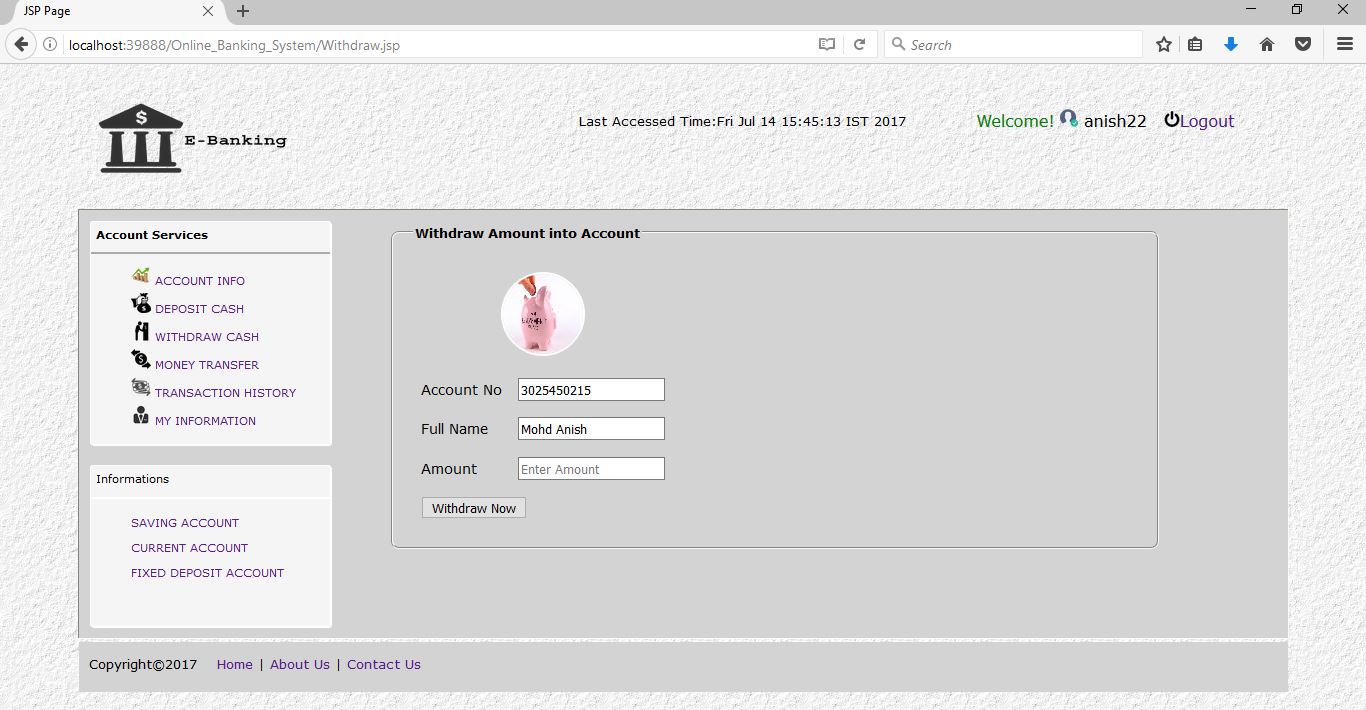 JSP Page
localhost:39888/Online_Banking_System/Withdraw.jsp
Search
$
E-Banking
Last Accessed Time:Fri Jul 14 15:45:13 IST 2017
Welcome! anish22 Logout
Account Services
ACCOUNT INFO
DEPOSIT CASH
WITHDRAW CASH
MONEY TRANSFER
TRANSACTION HISTORY
MY INFORMATION
Informations
SAVING ACCOUNT
CURRENT ACCOUNT
FIXED DEPOSIT ACCOUNT
Withdraw Amount into Account
Account No 3025450215
Full Name Mohd Anish
Amount Enter Amount
Withdraw Now
Copyright©2017 Home | About Us | Contact Us